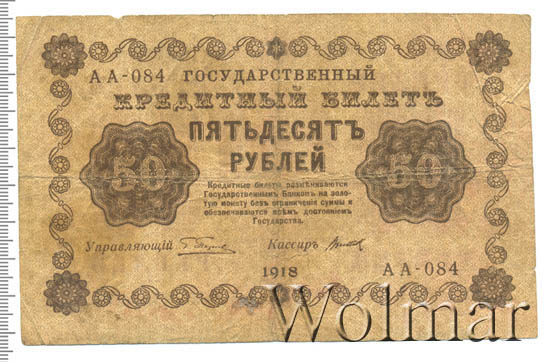 АА-084 ГОСУДАРСТВЕННЫЙ
КРЕДИТНЫЙ БИЛЕТЪ
ПЯТЬДЕСЯТЪ
РУБЛЕЙ
50
50
Кредитные билеты размѣниваются
Государственнымъ Банкомъ на золо-
тую монету безъ ограниченія суммы и
обезпечиваются всѣмъ достояніемъ
Государства.
Управляющій
Кассиръ
1918
АА-084
Wolmar